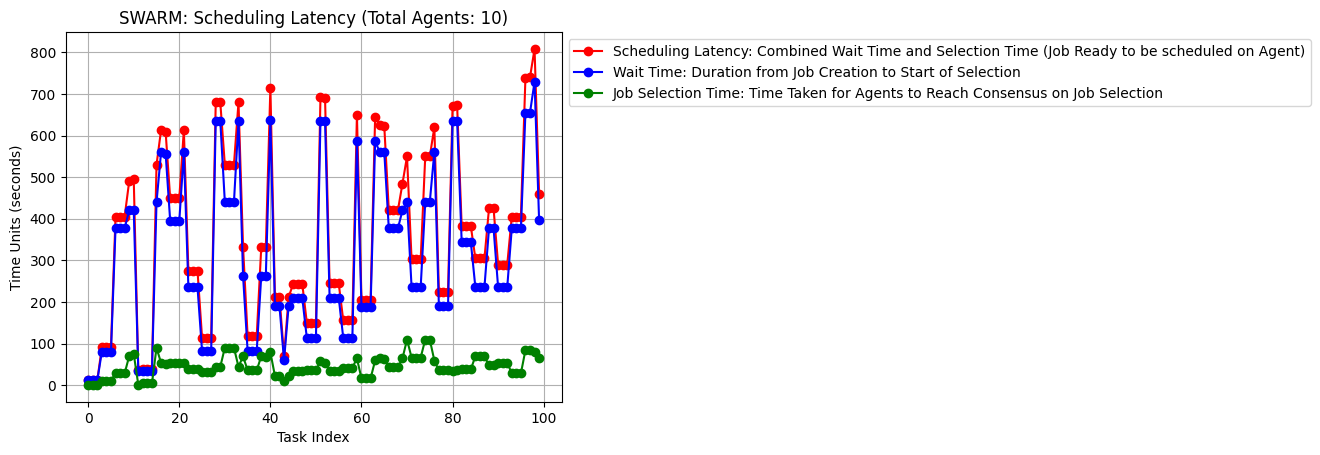 SWARM: Scheduling Latency (Total Agents: 10)
Scheduling Latency: Combined Wait Time and Selection Time (Job Ready to be scheduled on Agent)
Wait Time: Duration from Job Creation to Start of Selection
Job Selection Time: Time Taken for Agents to Reach Consensus on Job Selection
Time Units (seconds)
800
700
600
500
400
300
200
100
0
0 20 40 60 80 100
Task Index